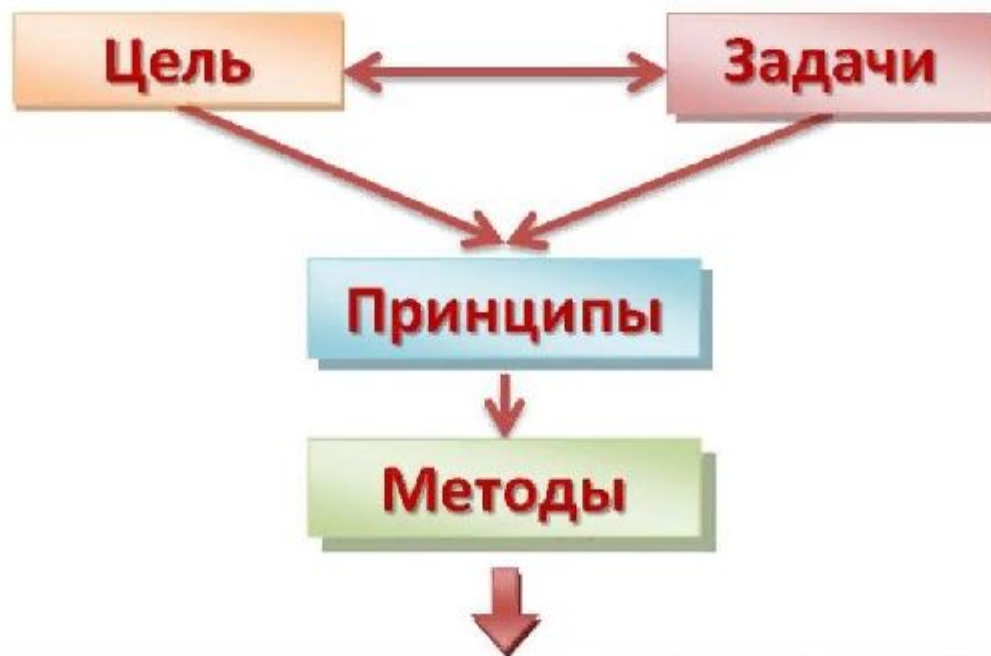 Цель
Задачи
Принципы
Методы